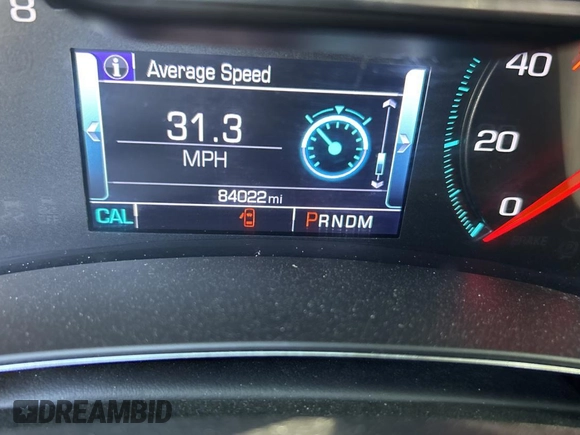 8
Average Speed
40
31.3
MPH
20
84022 mi
0
CAL
PRNDM
DREAMBID